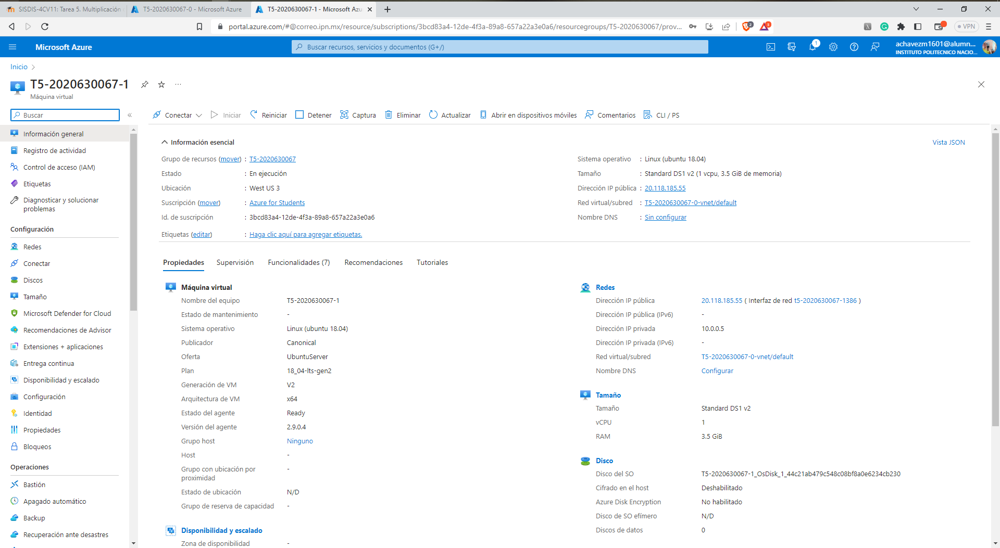 SISDIS-4CV11: Tarea 5. Multiplicación
T5-2020630067-0 - Microsoft Azure
T5-2020630067-1 - Microsoft Azu
portal.azure.com/#@correo.ipn.mx/resource/subscriptions/3bcd83a4-12de-4f3a-89a8-657a22a3e0a6/resourcegroups/T5-2020630067/prov...
2
3
VPN
Microsoft Azure
Buscar recursos, servicios y documentos (G+/)
1
achavezm1601@alumn...
INSTITUTO POLITECNICO NACIO...
Inicio
T5-2020630067-1
Máquina virtual
Buscar
«
Conectar
Iniciar
Reiniciar
Detener
Captura
Eliminar
Actualizar
Abrir en dispositivos móviles
Comentarios
CLI / PS
Información general
Registro de actividad
Control de acceso (IAM)
Etiquetas
Diagnosticar y solucionar
problemas
Configuración
Redes
Conectar
Discos
Tamaño
Microsoft Defender for Cloud
Recomendaciones de Advisor
Extensiones + aplicaciones
Entrega continua
Disponibilidad y escalado
Configuración
Identidad
Propiedades
Bloqueos
Operaciones
Bastión
Apagado automático
Backup
Recuperación ante desastres
Información esencial
Vista JSON
Grupo de recursos (mover) : T5-2020630067
Estado : En ejecución
Ubicación : West US 3
Suscripción (mover) : Azure for Students
Id. de suscripción : 3bcd83a4-12de-4f3a-89a8-657a22a3e0a6
Etiquetas (editar) : Haga clic aquí para agregar etiquetas.
Sistema operativo : Linux (ubuntu 18.04)
Tamaño : Standard DS1 v2 (1 vcpu, 3.5 GiB de memoria)
Dirección IP pública : 20.118.185.55
Red virtual/subred : T5-2020630067-0-vnet/default
Nombre DNS : Sin configurar
Propiedades
Supervisión
Funcionalidades (7)
Recomendaciones
Tutoriales
Máquina virtual
Nombre del equipo T5-2020630067-1
Estado de mantenimiento -
Sistema operativo Linux (ubuntu 18.04)
Publicador Canonical
Oferta UbuntuServer
Plan 18_04-lts-gen2
Generación de VM V2
Arquitectura de VM x64
Estado del agente Ready
Versión del agente 2.9.0.4
Grupo host Ninguno
Host -
Grupo con ubicación por -
proximidad
Estado de ubicación N/D
Grupo de reserva de capacidad -
Disponibilidad y escalado
Zona de disponibilidad -
Redes
Dirección IP pública 20.118.185.55 ( Interfaz de red t5-2020630067-1386 )
Dirección IP pública (IPv6) -
Dirección IP privada 10.0.0.5
Dirección IP privada (IPv6) -
Red virtual/subred T5-2020630067-0-vnet/default
Nombre DNS Configurar
Tamaño
Tamaño Standard DS1 v2
vCPU 1
RAM 3.5 GiB
Disco
Disco del SO T5-2020630067-1_OsDisk_1_44c21ab479c548c08bf8a0e6234cb230
Cifrado en el host Deshabilitado
Azure Disk Encryption No habilitado
Disco de SO efímero N/D
Discos de datos 0